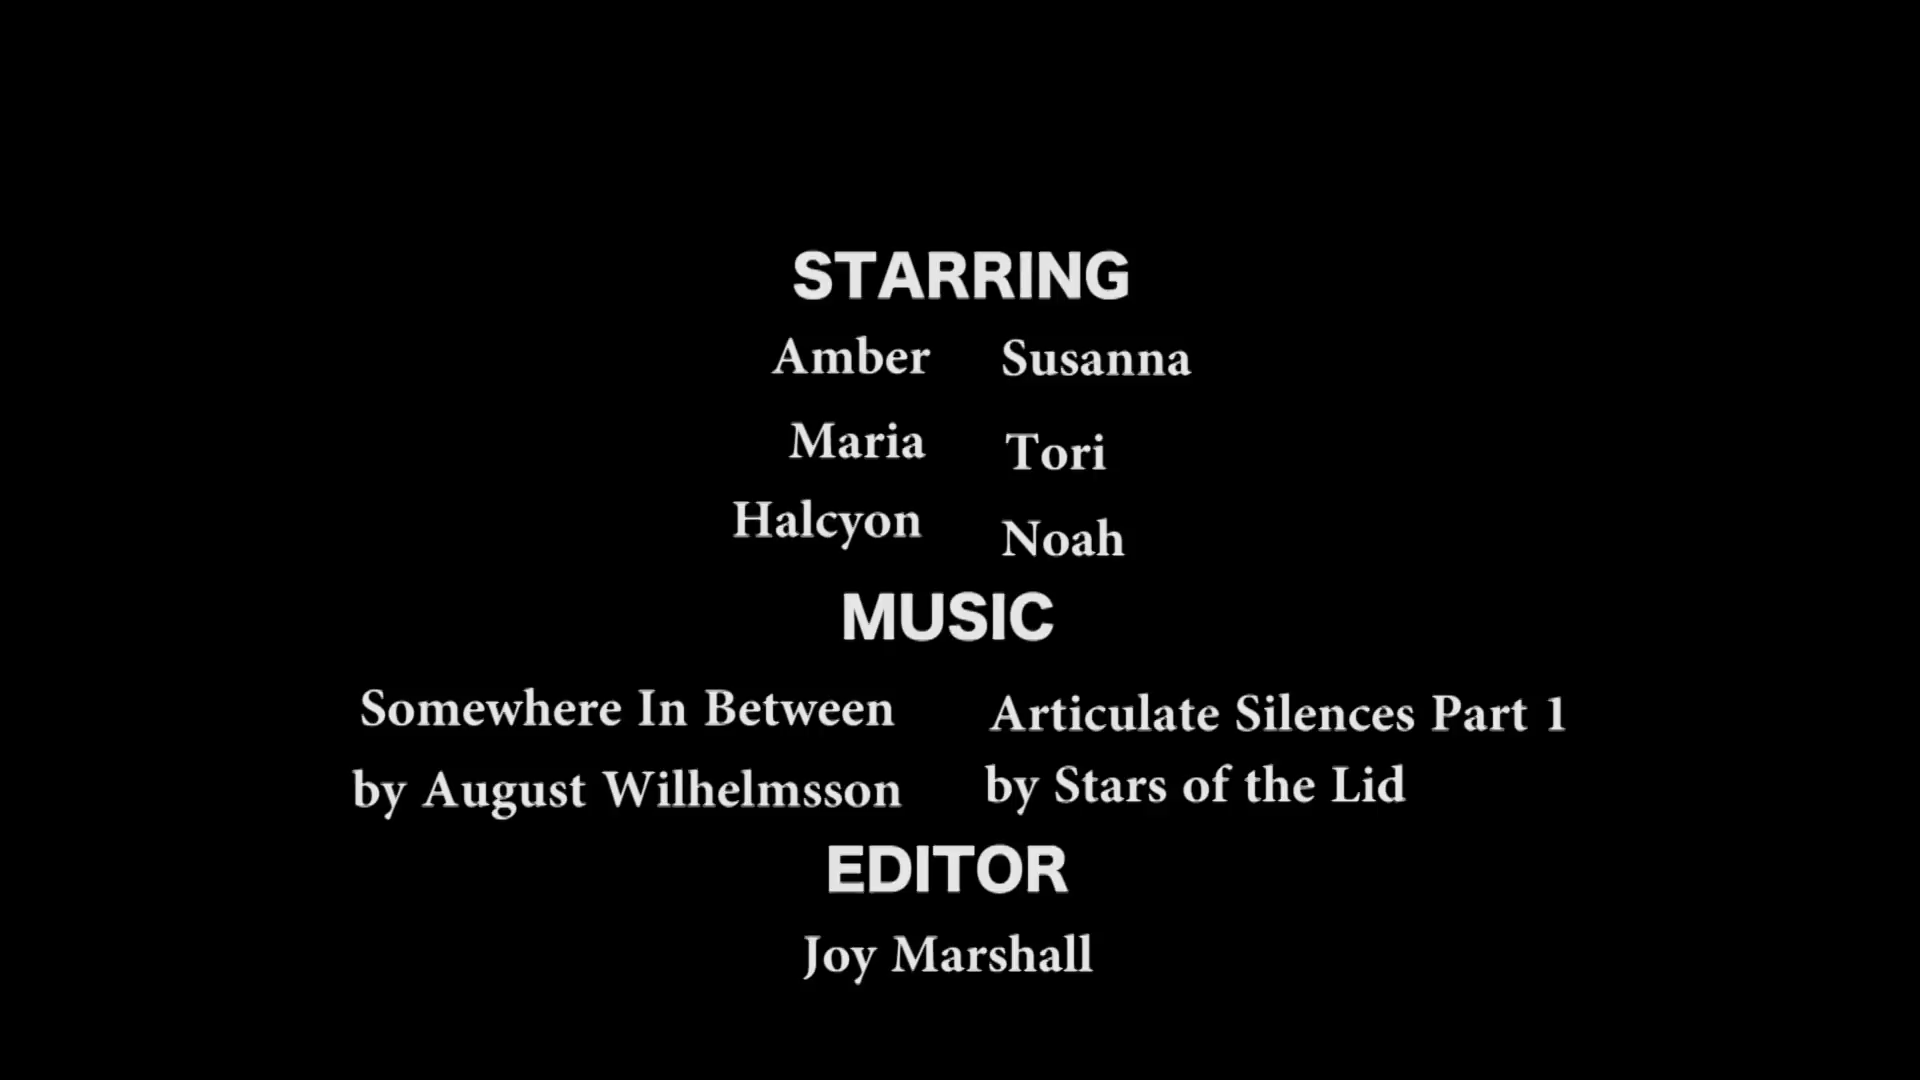 STARRING
Amber Susanna
Maria Tori
Halcyon Noah
MUSIC
Somewhere In Between
by August Wilhelmsson
Articulate Silences Part 1
by Stars of the Lid
EDITOR
Joy Marshall